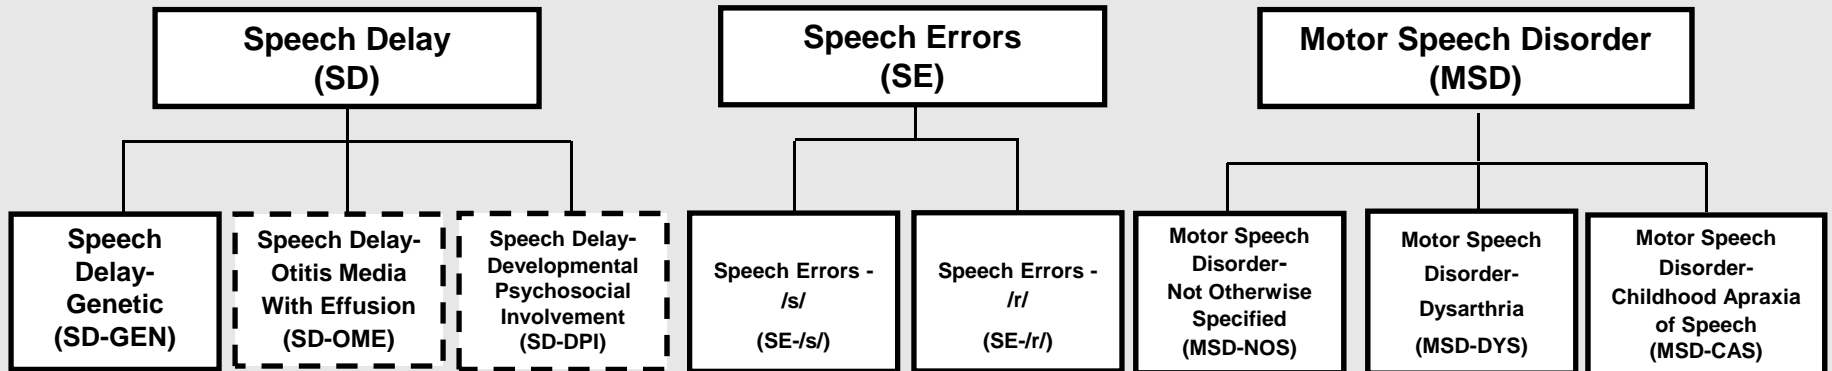 Speech Delay
(SD)
Speech Errors
(SE)
Motor Speech Disorder
(MSD)
Speech
Delay-
Genetic
(SD-GEN)
Speech Delay-
Otitis Media
With Effusion
(SD-OME)
Speech Delay-
Developmental
Psychosocial
Involvement
(SD-DPI)
Speech Errors -
/s/
(SE-/s/)
Speech Errors -
/r/
(SE-/r/)
Motor Speech
Disorder-
Not Otherwise
Specified
(MSD-NOS)
Motor Speech
Disorder-
Dysarthria
(MSD-DYS)
Motor Speech
Disorder-
Childhood Apraxia
of Speech
(MSD-CAS)